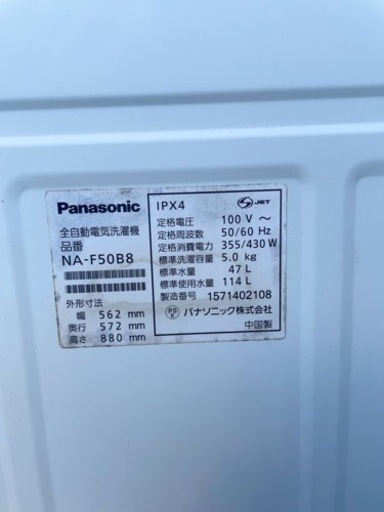 Panasonic
全自動電気洗濯機
品番
NA-F50B8
外形寸法
幅 562 mm
奥行 572 mm
高さ 880 mm
IPX4
S JET
定格電圧 100 V ～
定格周波数 50/60 Hz
定格消費電力 355/430 W
標準洗濯容量 5.0 kg
標準水量 47 L
標準使用水量 114 L
製造番号 1571402108
PSE パナソニック株式会社
中国製